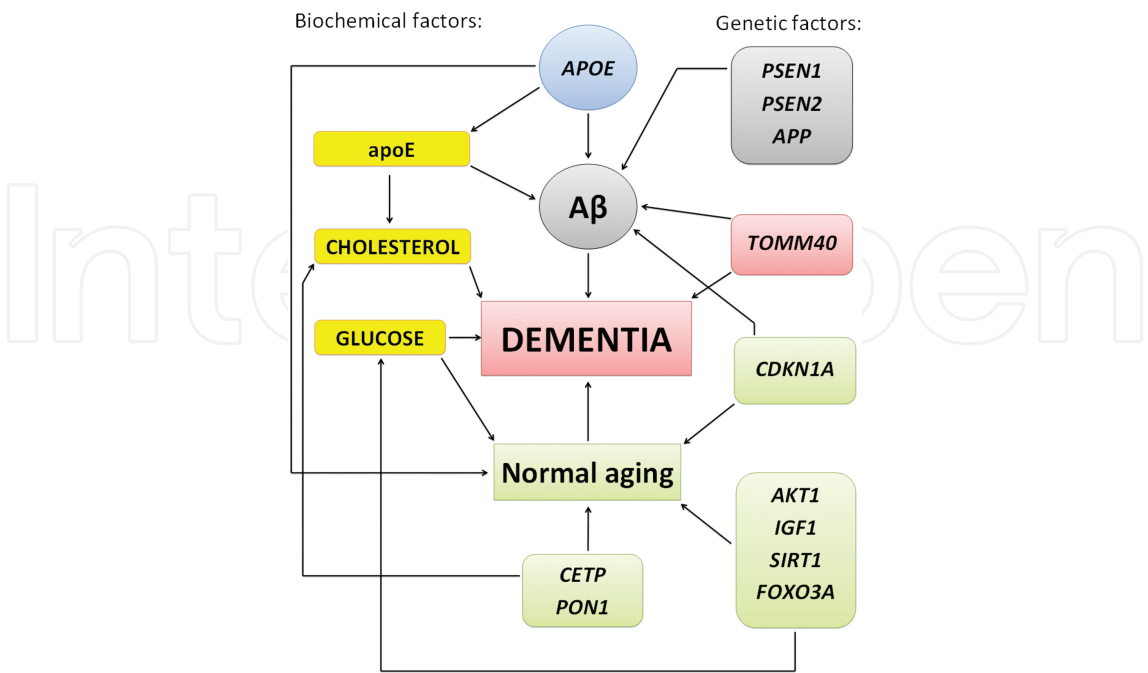 Biochemical factors:
Genetic factors:
APOE
PSEN1
PSEN2
APP
apoE
Aβ
TOMM40
CHOLESTEROL
GLUCOSE
DEMENTIA
CDKN1A
Normal aging
AKT1
IGF1
SIRT1
FOXO3A
CETP
PON1